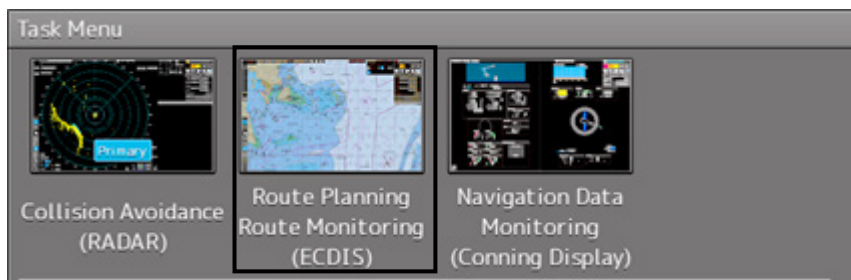 Task Menu
Primary
Collision Avoidance
(RADAR)
Route Planning
Route Monitoring
(ECDIS)
Navigation Data
Monitoring
(Conning Display)